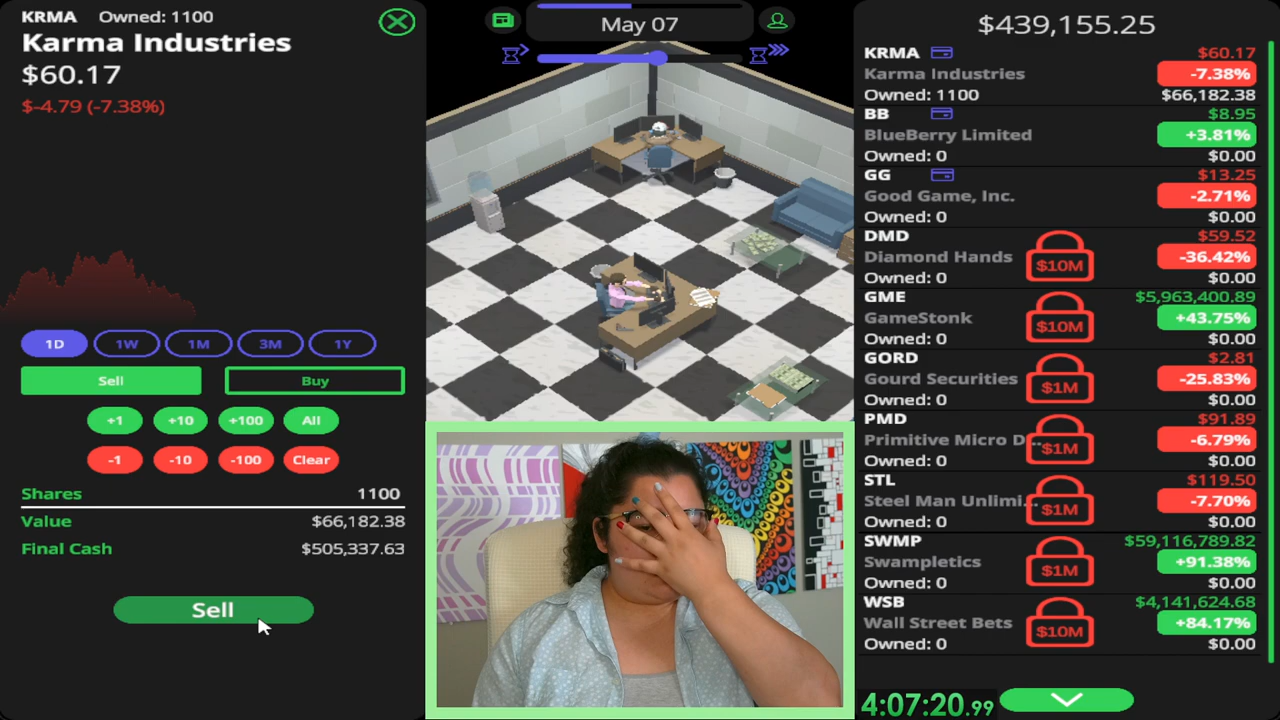 KRMA Owned: 1100
Karma Industries
$60.17
$-4.79 (-7.38%)
1D 1W 1M 3M 1Y
Sell Buy
+1 +10 +100 All
-1 -10 -100 Clear
Shares 1100
Value $66,182.38
Final Cash $505,337.63
Sell
May 07
$439,155.25
KRMA $60.17
Karma Industries -7.38%
Owned: 1100 $66,182.38
BB $8.95
BlueBerry Limited +3.81%
Owned: 0 $0.00
GG $13.25
Good Game, Inc. -2.71%
Owned: 0 $0.00
DMD $59.52
Diamond Hands $10M -36.42%
Owned: 0 $0.00
GME $5,963,400.89
GameStonk $10M +43.75%
Owned: 0 $0.00
GORD $2.81
Gourd Securities $1M -25.83%
Owned: 0 $0.00
PMD $91.89
Primitive Micro D... $1M -6.79%
Owned: 0 $0.00
STL $119.50
Steel Man Unlimi... $1M -7.70%
Owned: 0 $0.00
SWMP $59,116,789.82
Swampletics $1M +91.38%
Owned: 0 $0.00
WSB $4,141,624.68
Wall Street Bets $10M +84.17%
Owned: 0 $0.00
4:07:20.99